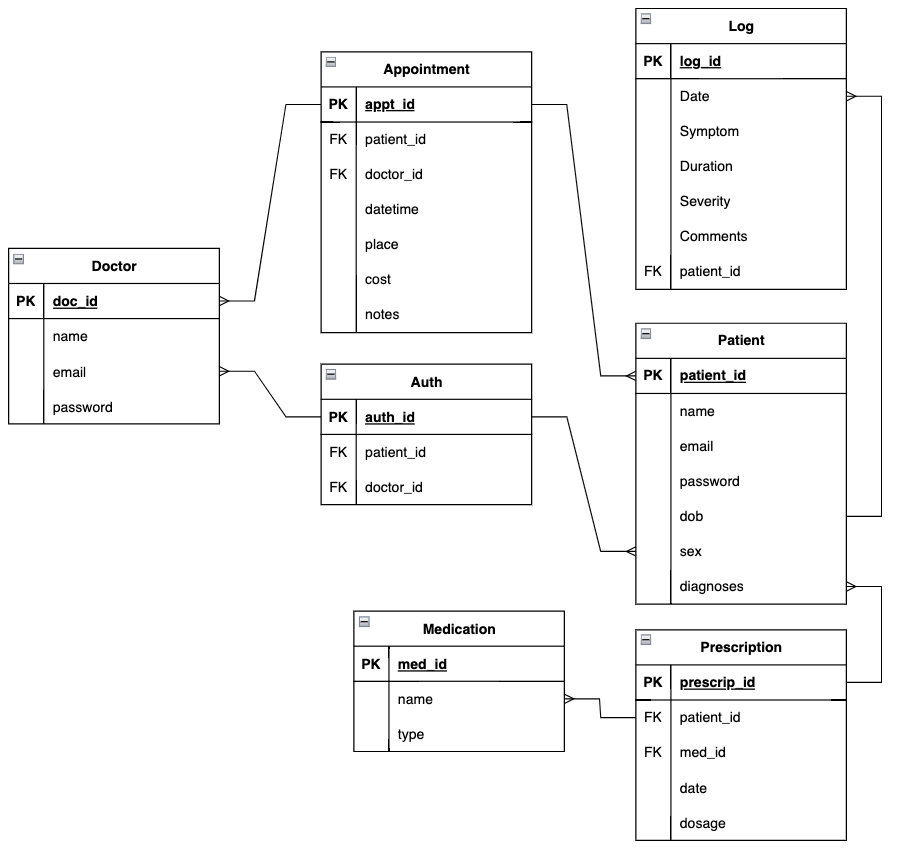 Log
PK log_id
Date
Symptom
Duration
Severity
Comments
FK patient_id
Appointment
PK appt_id
FK patient_id
FK doctor_id
datetime
place
cost
notes
Doctor
PK doc_id
name
email
password
Auth
PK auth_id
FK patient_id
FK doctor_id
Patient
PK patient_id
name
email
password
dob
sex
diagnoses
Medication
PK med_id
name
type
Prescription
PK prescrip_id
FK patient_id
FK med_id
date
dosage